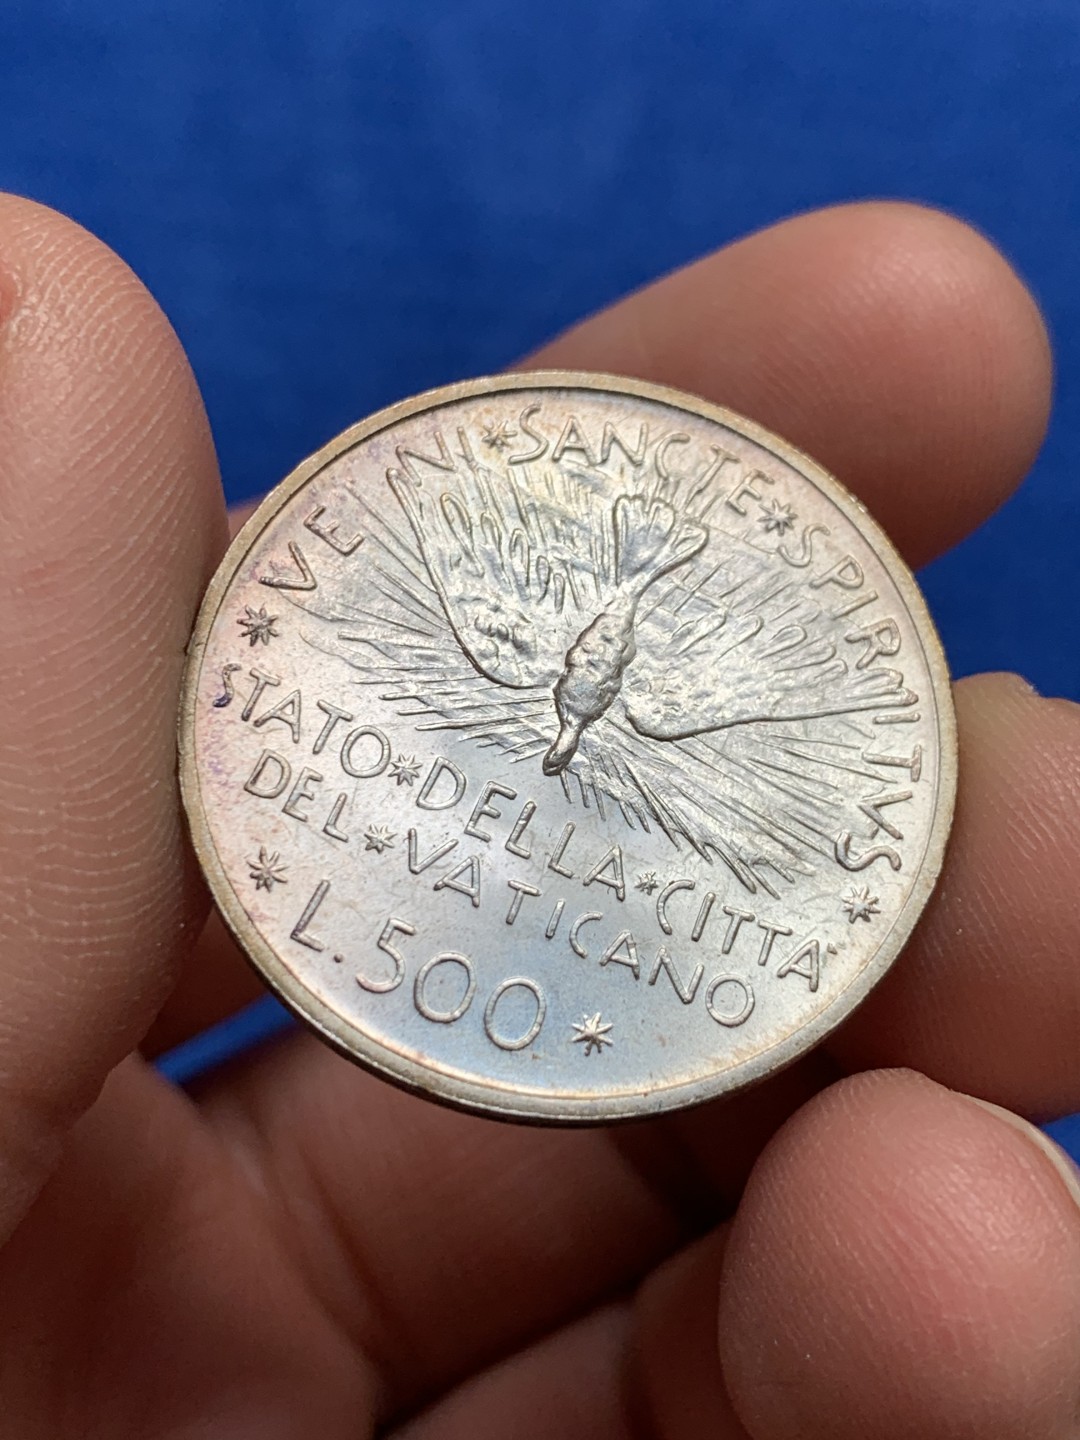 VENI * SANCTE * SPIRITVS
STATO * DELLA * CITTA'
DEL * VATICANO
L. 500